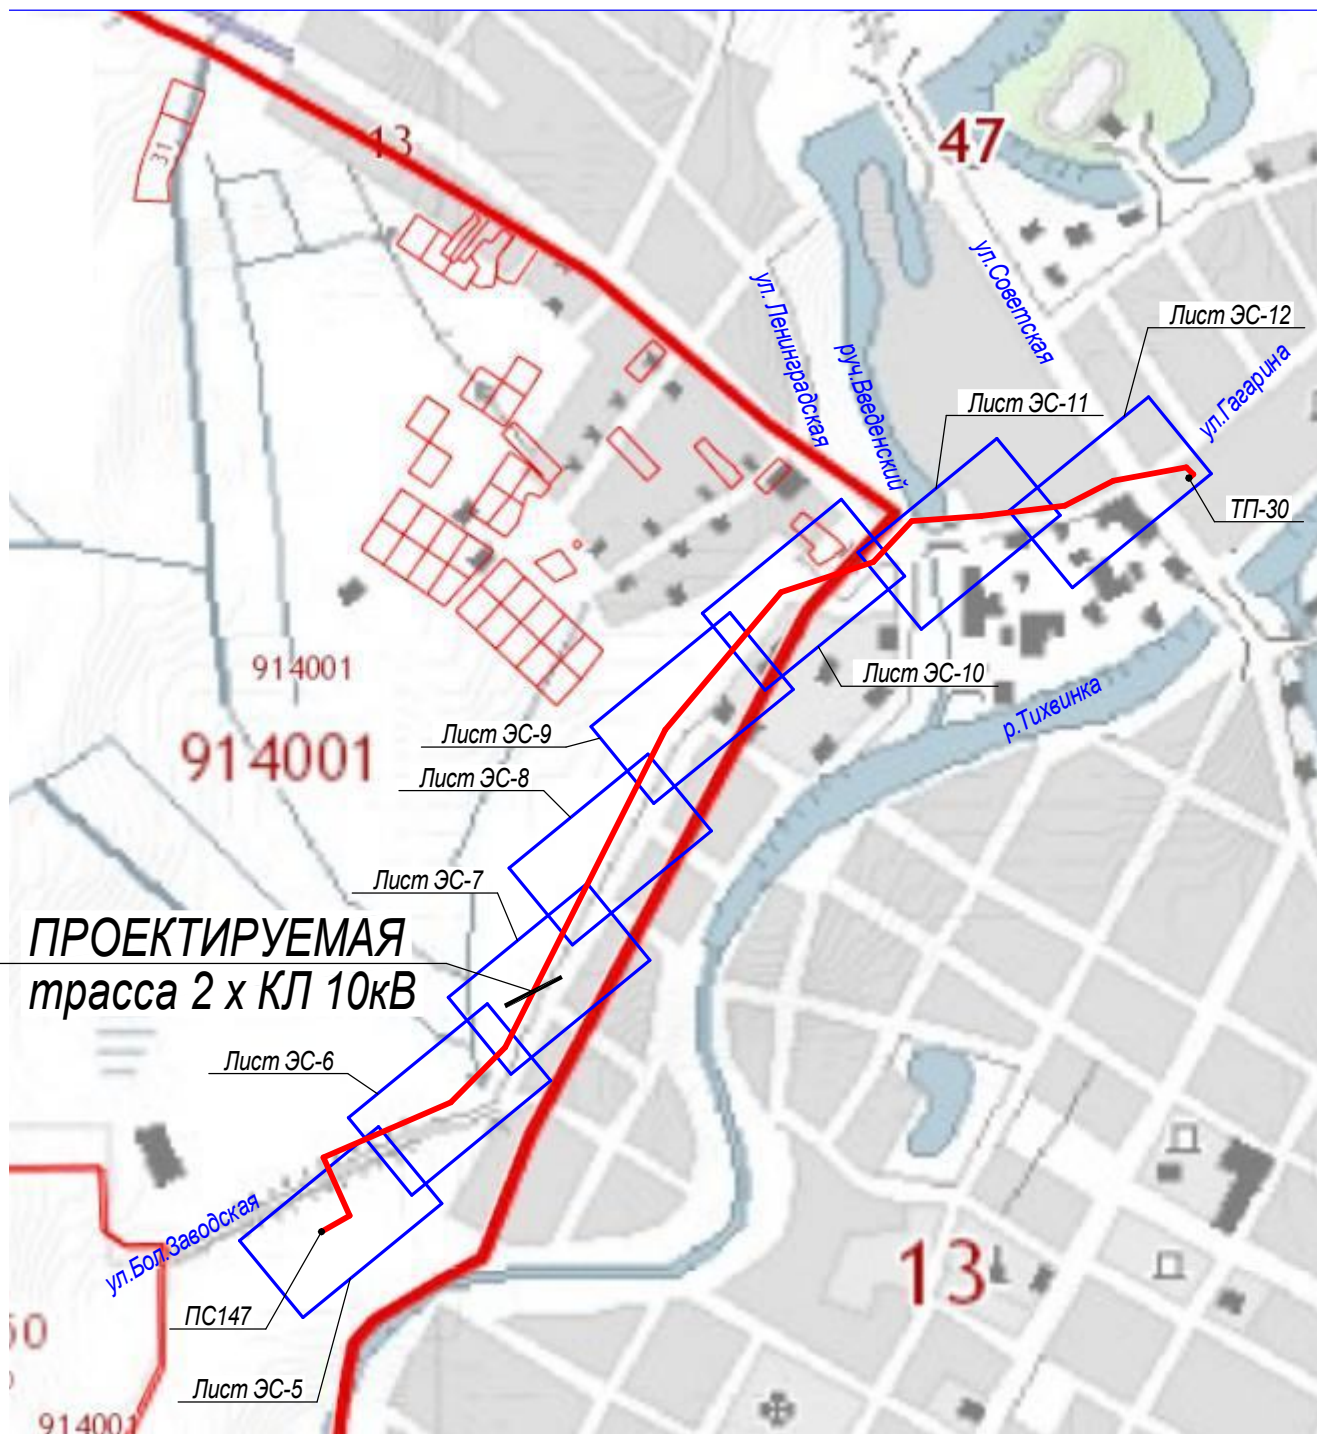 13
31
47
ул.Советская
ул. Ленинградская
руч.Введенский
Лист ЭС-12
ул.Гагарина
Лист ЭС-11
ТП-30
914001
Лист ЭС-10
р.Тихвинка
914001
Лист ЭС-9
Лист ЭС-8
Лист ЭС-7
ПРОЕКТИРУЕМАЯ
трасса 2 х КЛ 10кВ
Лист ЭС-6
ул.Бол.Заводская
13
ПС147
Лист ЭС-5
914001